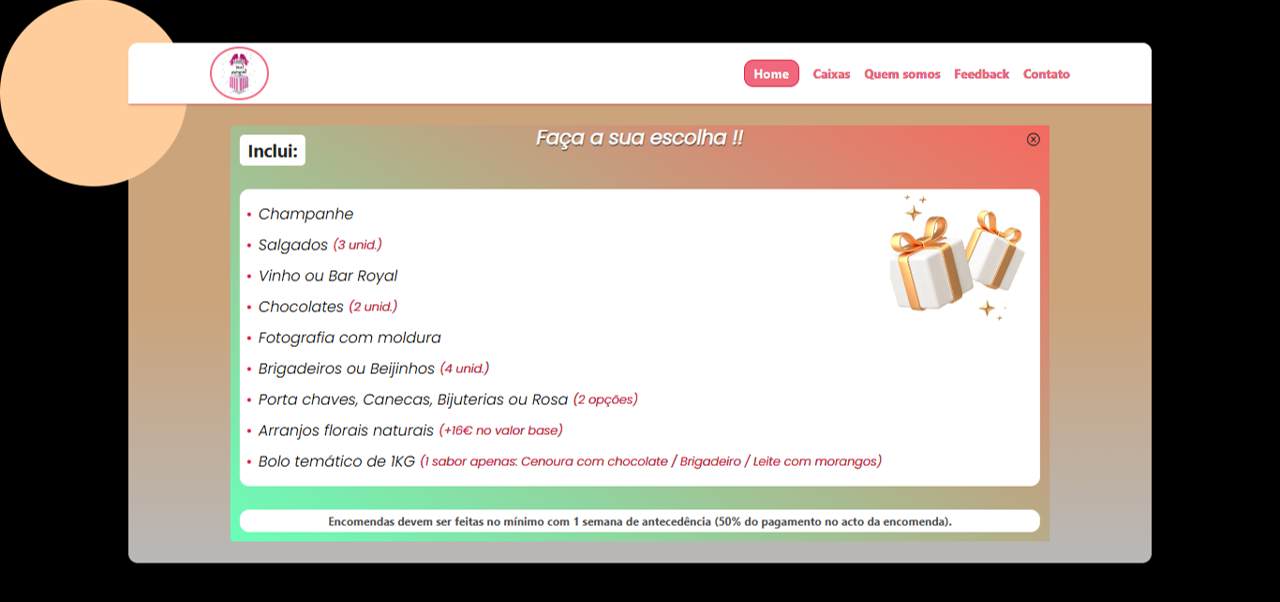 Home Caixas Quem somos Feedback Contato
Faça a sua escolha !!
Inclui:
• Champanhe
• Salgados (3 unid.)
• Vinho ou Bar Royal
• Chocolates (2 unid.)
• Fotografia com moldura
• Brigadeiros ou Beijinhos (4 unid.)
• Porta chaves, Canecas, Bijuterias ou Rosa (2 opções)
• Arranjos florais naturais (+16€ no valor base)
• Bolo temático de 1KG (1 sabor apenas: Cenoura com chocolate / Brigadeiro / Leite com morangos)
Encomendas devem ser feitas no mínimo com 1 semana de antecedência (50% do pagamento no acto da encomenda).